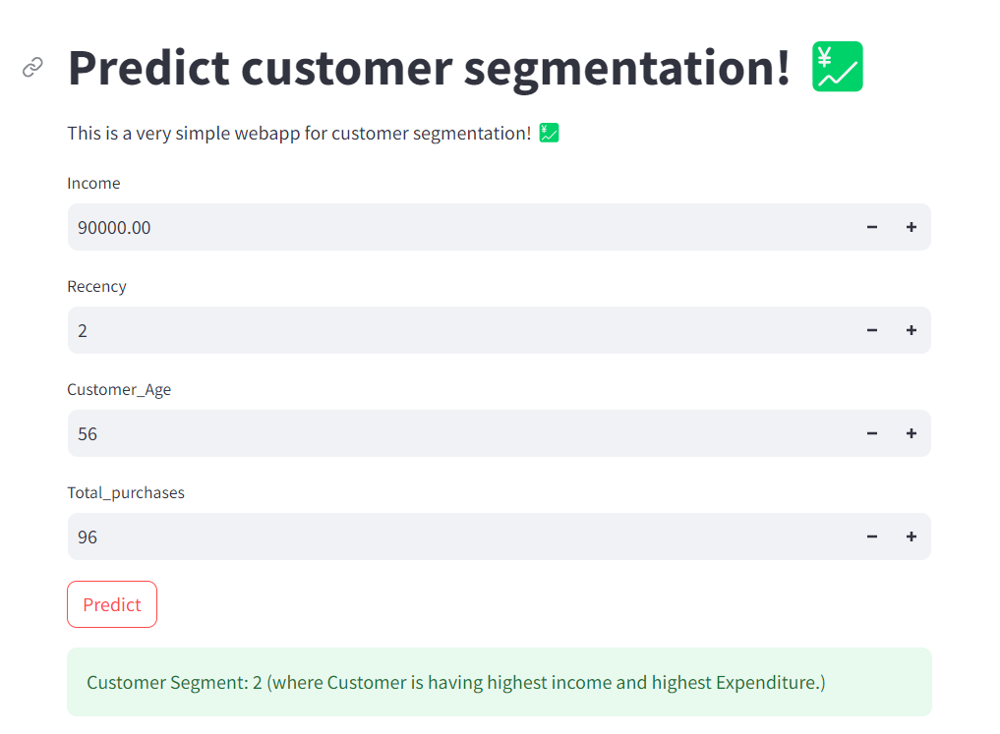 Predict customer segmentation! 💹
This is a very simple webapp for customer segmentation! 💹
Income
90000.00
Recency
2
Customer_Age
56
Total_purchases
96
Predict
Customer Segment: 2 (where Customer is having highest income and highest Expenditure.)